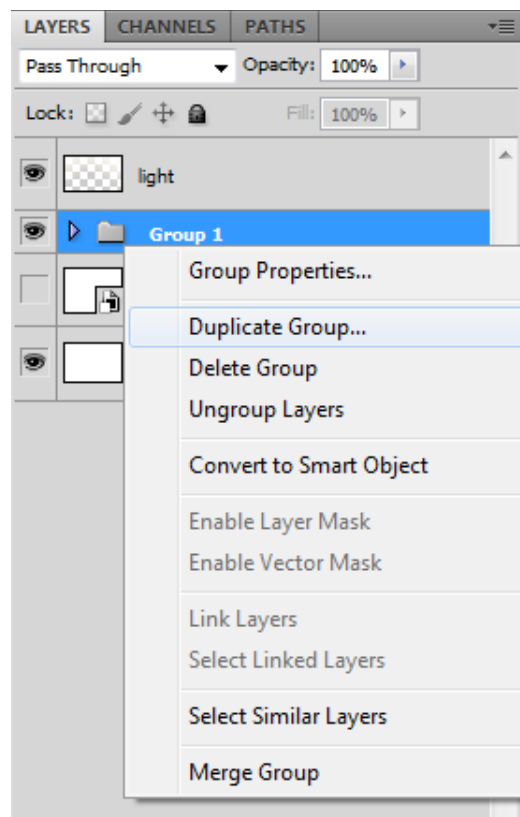 LAYERS CHANNELS PATHS
Pass Through Opacity: 100%
Lock: Fill: 100%
light
Group 1
Group Properties...
Duplicate Group...
Delete Group
Ungroup Layers
Convert to Smart Object
Enable Layer Mask
Enable Vector Mask
Link Layers
Select Linked Layers
Select Similar Layers
Merge Group